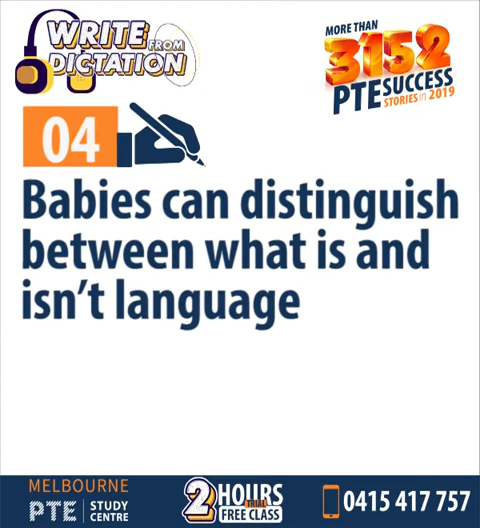 WRITE FROM
DICTATION
MORE THAN
3152
PTE SUCCESS
STORIES in 2019
04
Babies can distinguish
between what is and
isn't language
MELBOURNE
PTE STUDY
CENTRE
2 HOURS
TRIAL
FREE CLASS
0415 417 757